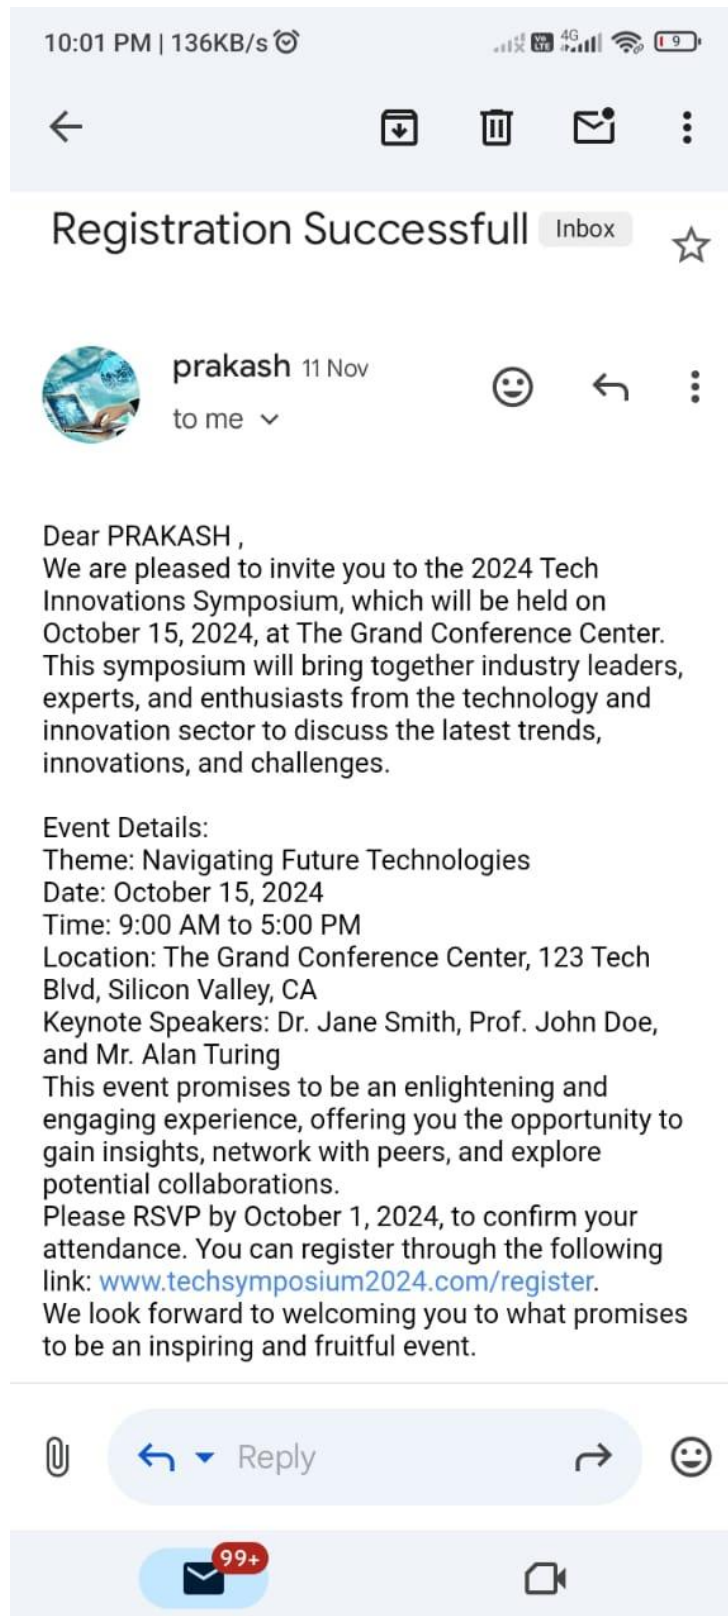 10:01 PM | 136KB/s
Vo LTE 4G 9
Registration Successfull Inbox
prakash 11 Nov
to me
Dear PRAKASH ,
We are pleased to invite you to the 2024 Tech
Innovations Symposium, which will be held on
October 15, 2024, at The Grand Conference Center.
This symposium will bring together industry leaders,
experts, and enthusiasts from the technology and
innovation sector to discuss the latest trends,
innovations, and challenges.
Event Details:
Theme: Navigating Future Technologies
Date: October 15, 2024
Time: 9:00 AM to 5:00 PM
Location: The Grand Conference Center, 123 Tech
Blvd, Silicon Valley, CA
Keynote Speakers: Dr. Jane Smith, Prof. John Doe,
and Mr. Alan Turing
This event promises to be an enlightening and
engaging experience, offering you the opportunity to
gain insights, network with peers, and explore
potential collaborations.
Please RSVP by October 1, 2024, to confirm your
attendance. You can register through the following
link: www.techsymposium2024.com/register.
We look forward to welcoming you to what promises
to be an inspiring and fruitful event.
Reply
99+